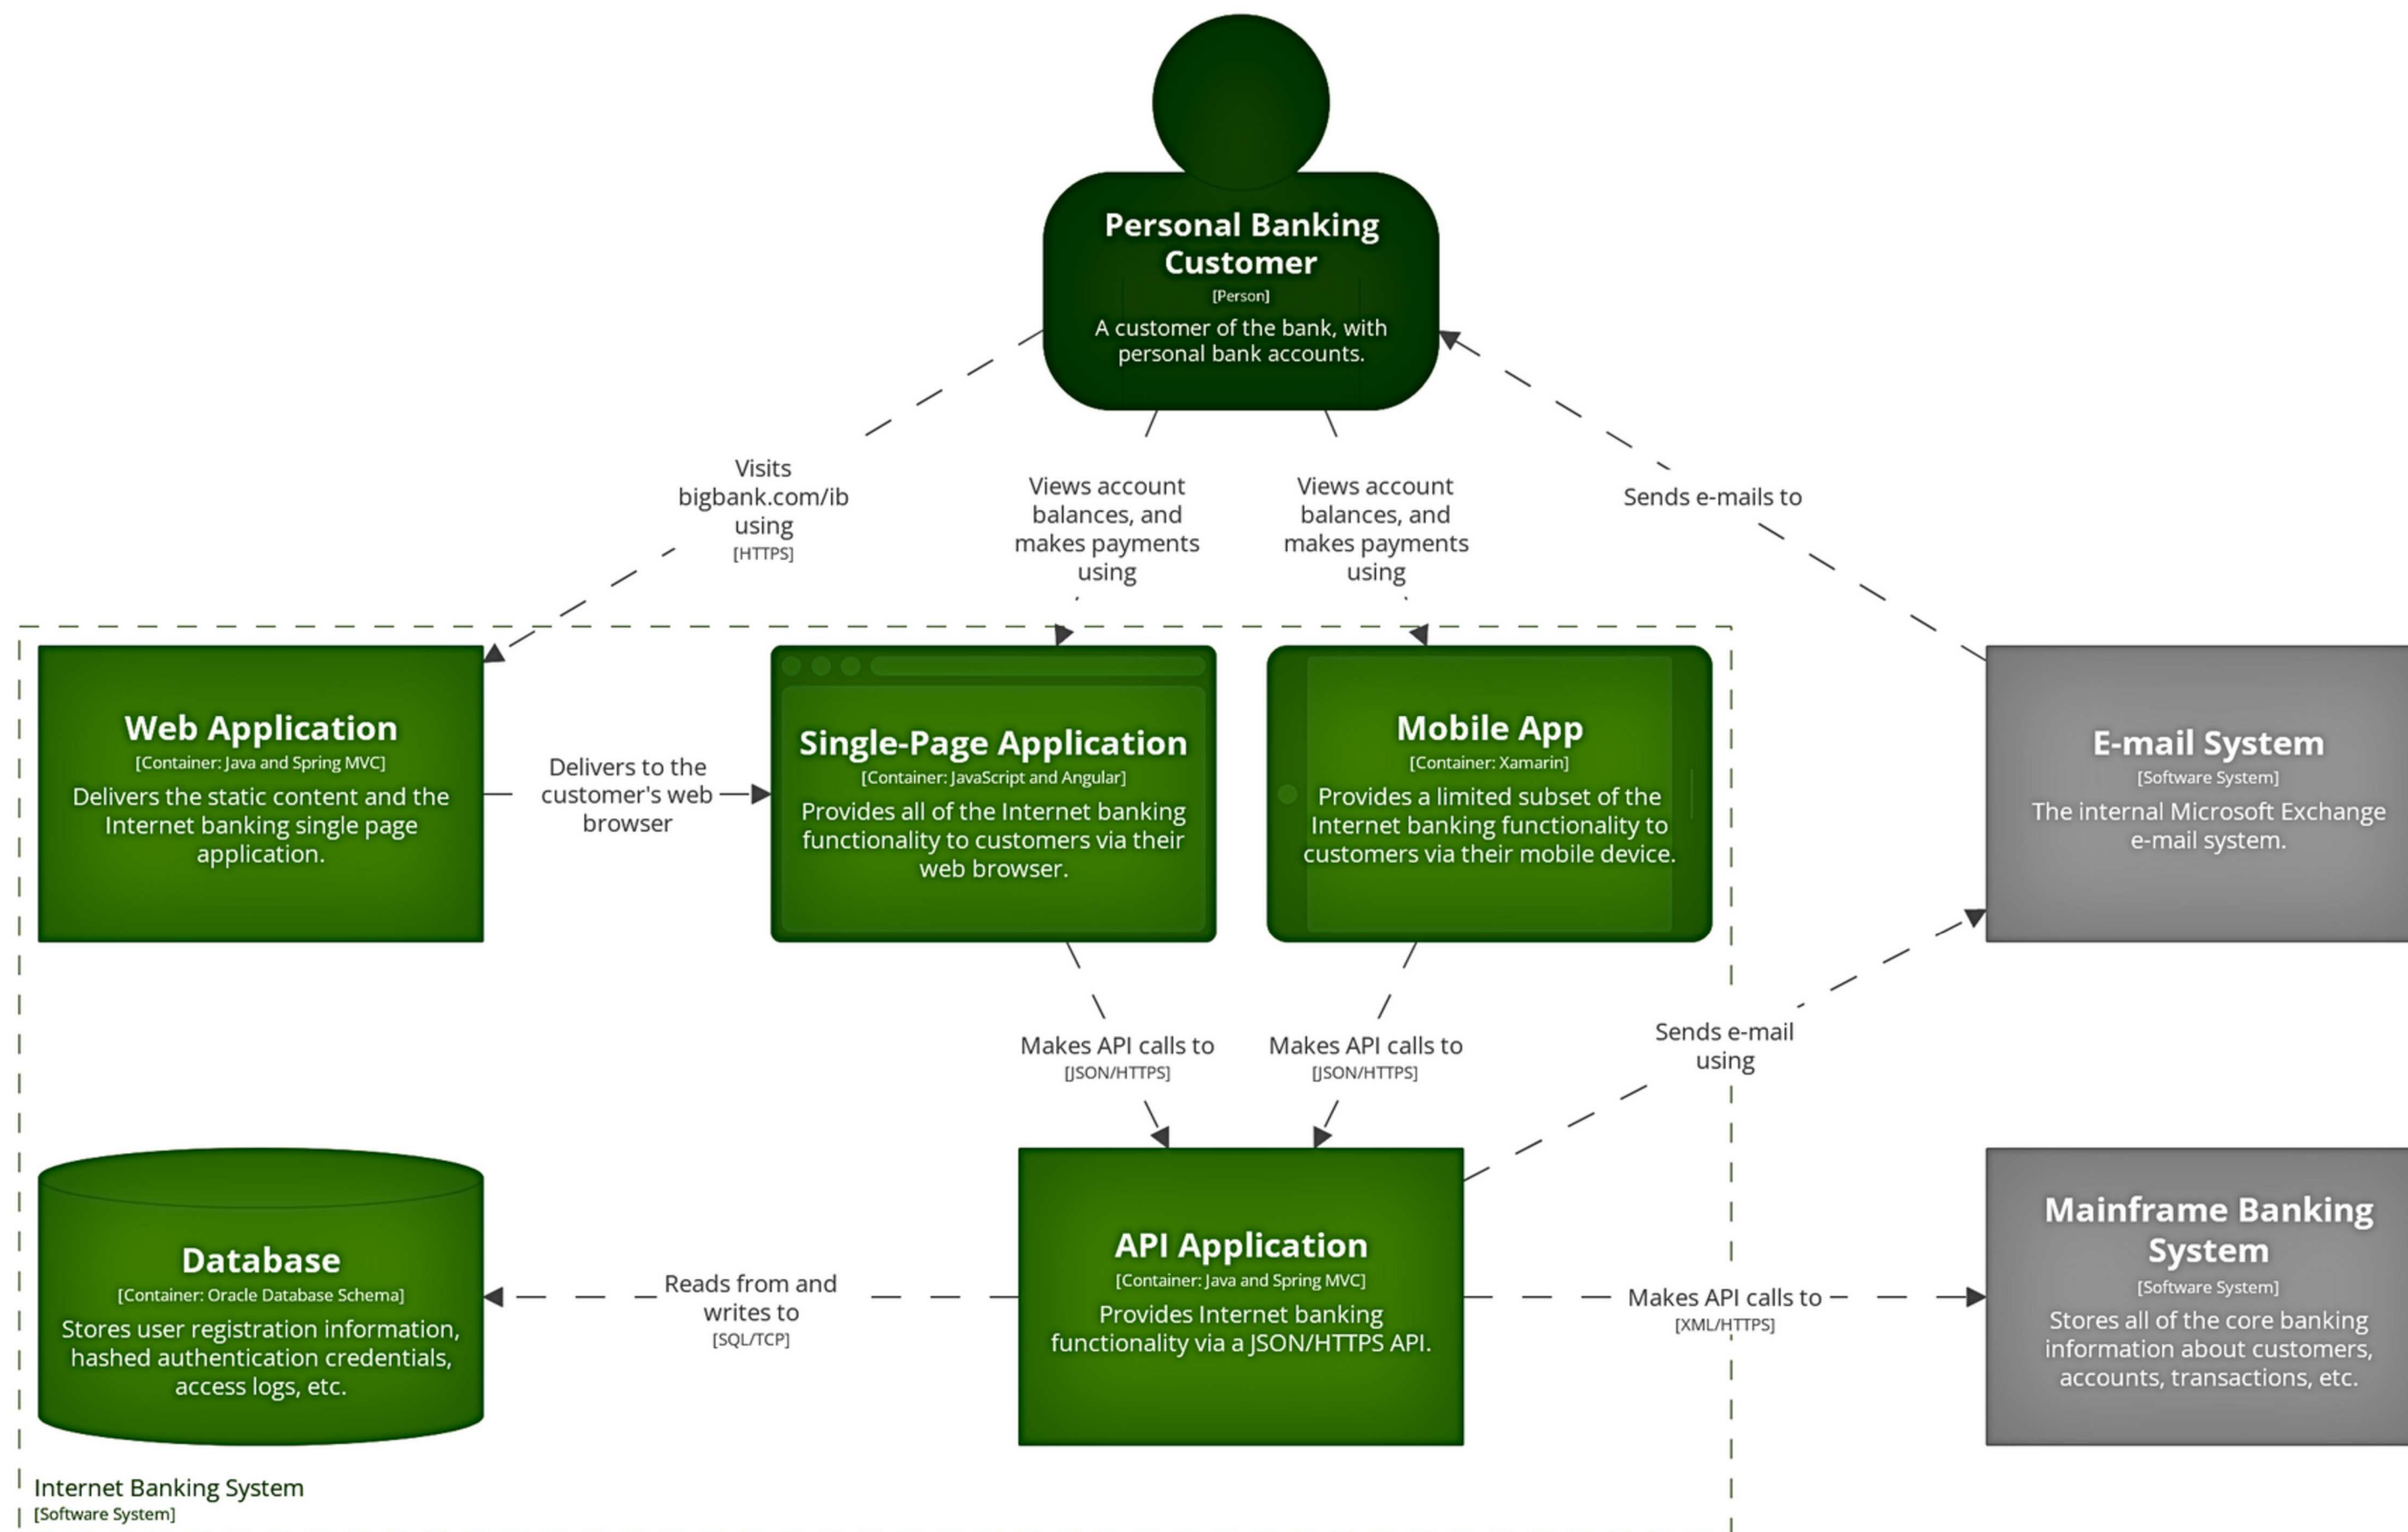 Personal Banking
Customer
[Person]
A customer of the bank, with
personal bank accounts.
Visits
bigbank.com/ib
using
[HTTPS]
Views account
balances, and
makes payments
using
Views account
balances, and
makes payments
using
Sends e-mails to
Web Application
[Container: Java and Spring MVC]
Delivers the static content and the
Internet banking single page
application.
Delivers to the
customer's web
browser
Single-Page Application
[Container: JavaScript and Angular]
Provides all of the Internet banking
functionality to customers via their
web browser.
Mobile App
[Container: Xamarin]
Provides a limited subset of the
Internet banking functionality to
customers via their mobile device.
E-mail System
[Software System]
The internal Microsoft Exchange
e-mail system.
Makes API calls to
[JSON/HTTPS]
Makes API calls to
[JSON/HTTPS]
Sends e-mail
using
Database
[Container: Oracle Database Schema]
Stores user registration information,
hashed authentication credentials,
access logs, etc.
Reads from and
writes to
[SQL/TCP]
API Application
[Container: Java and Spring MVC]
Provides Internet banking
functionality via a JSON/HTTPS API.
Makes API calls to
[XML/HTTPS]
Mainframe Banking
System
[Software System]
Stores all of the core banking
information about customers,
accounts, transactions, etc.
Internet Banking System
[Software System]